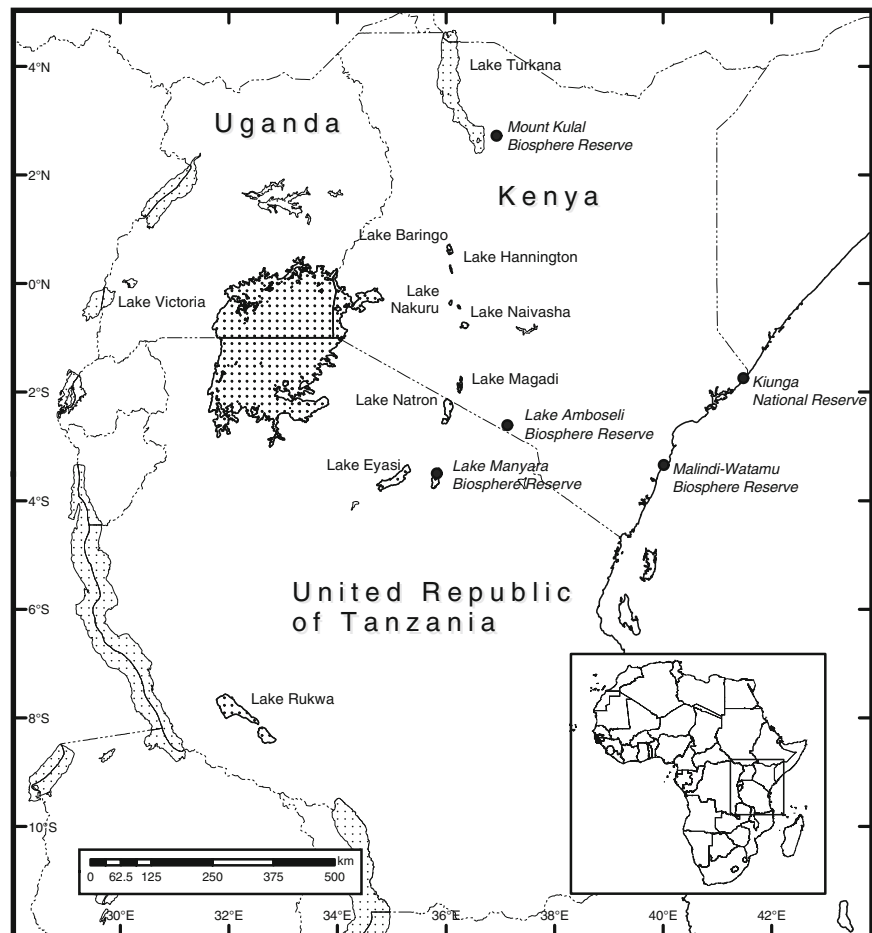 4°N
Lake Turkana
Uganda
Mount Kulal
Biosphere Reserve
2°N
Kenya
Lake Baringo
Lake Hannington
0°N
Lake Victoria
Lake
Nakuru
Lake Naivasha
Lake Magadi
Kiunga
National Reserve
2°S
Lake Natron
Lake Amboseli
Biosphere Reserve
Lake Eyasi
Lake Manyara
Biosphere Reserve
Malindi-Watamu
Biosphere Reserve
4°S
United Republic
of Tanzania
6°S
Lake Rukwa
8°S
10°S
km
0 62.5 125 250 375 500
30°E 32°E 34°E 36°E 38°E 40°E 42°E